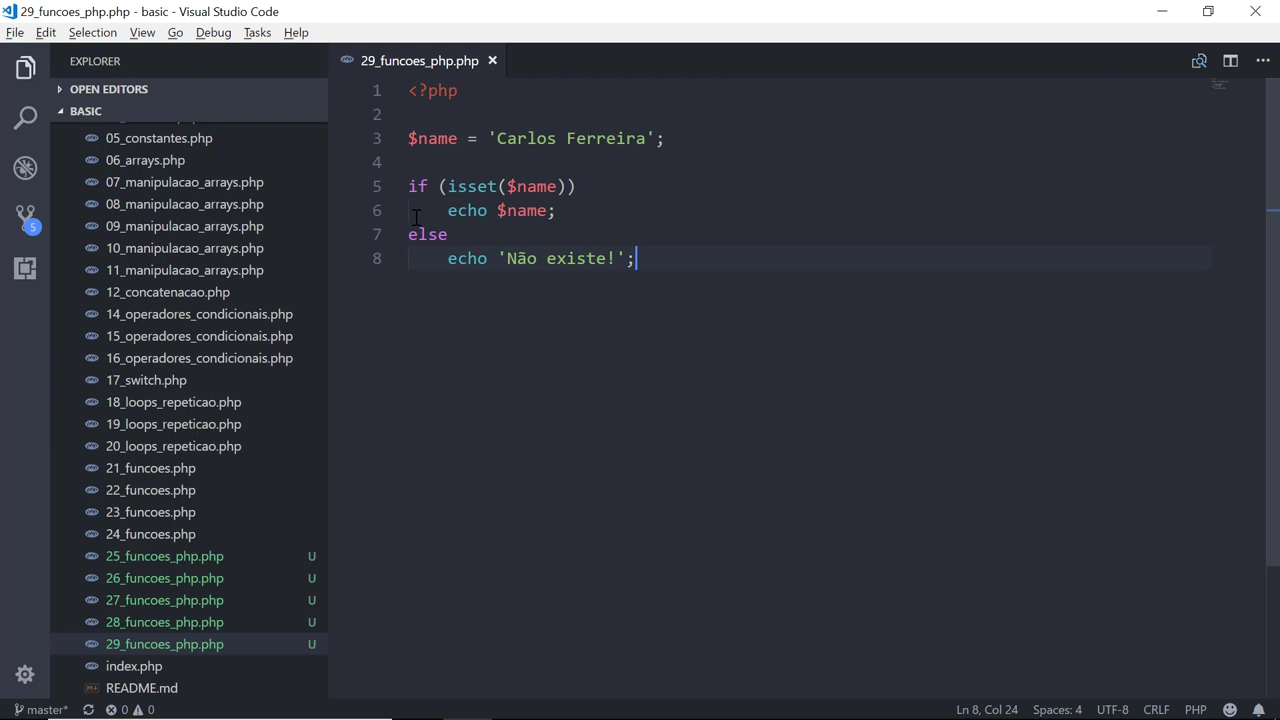 29_funcoes_php.php - basic - Visual Studio Code
File Edit Selection View Go Debug Tasks Help
EXPLORER
OPEN EDITORS
BASIC
05_constantes.php
06_arrays.php
07_manipulacao_arrays.php
08_manipulacao_arrays.php
09_manipulacao_arrays.php
10_manipulacao_arrays.php
11_manipulacao_arrays.php
12_concatenacao.php
14_operadores_condicionais.php
15_operadores_condicionais.php
16_operadores_condicionais.php
17_switch.php
18_loops_repeticao.php
19_loops_repeticao.php
20_loops_repeticao.php
21_funcoes.php
22_funcoes.php
23_funcoes.php
24_funcoes.php
25_funcoes_php.php U
26_funcoes_php.php U
27_funcoes_php.php U
28_funcoes_php.php U
29_funcoes_php.php U
index.php
README.md
5
29_funcoes_php.php
1 <?php
2
3 $name = 'Carlos Ferreira';
4
5 if (isset($name))
6     echo $name;
7 else
8     echo 'Não existe!';
master* 0 0 Ln 8, Col 24 Spaces: 4 UTF-8 CRLF PHP